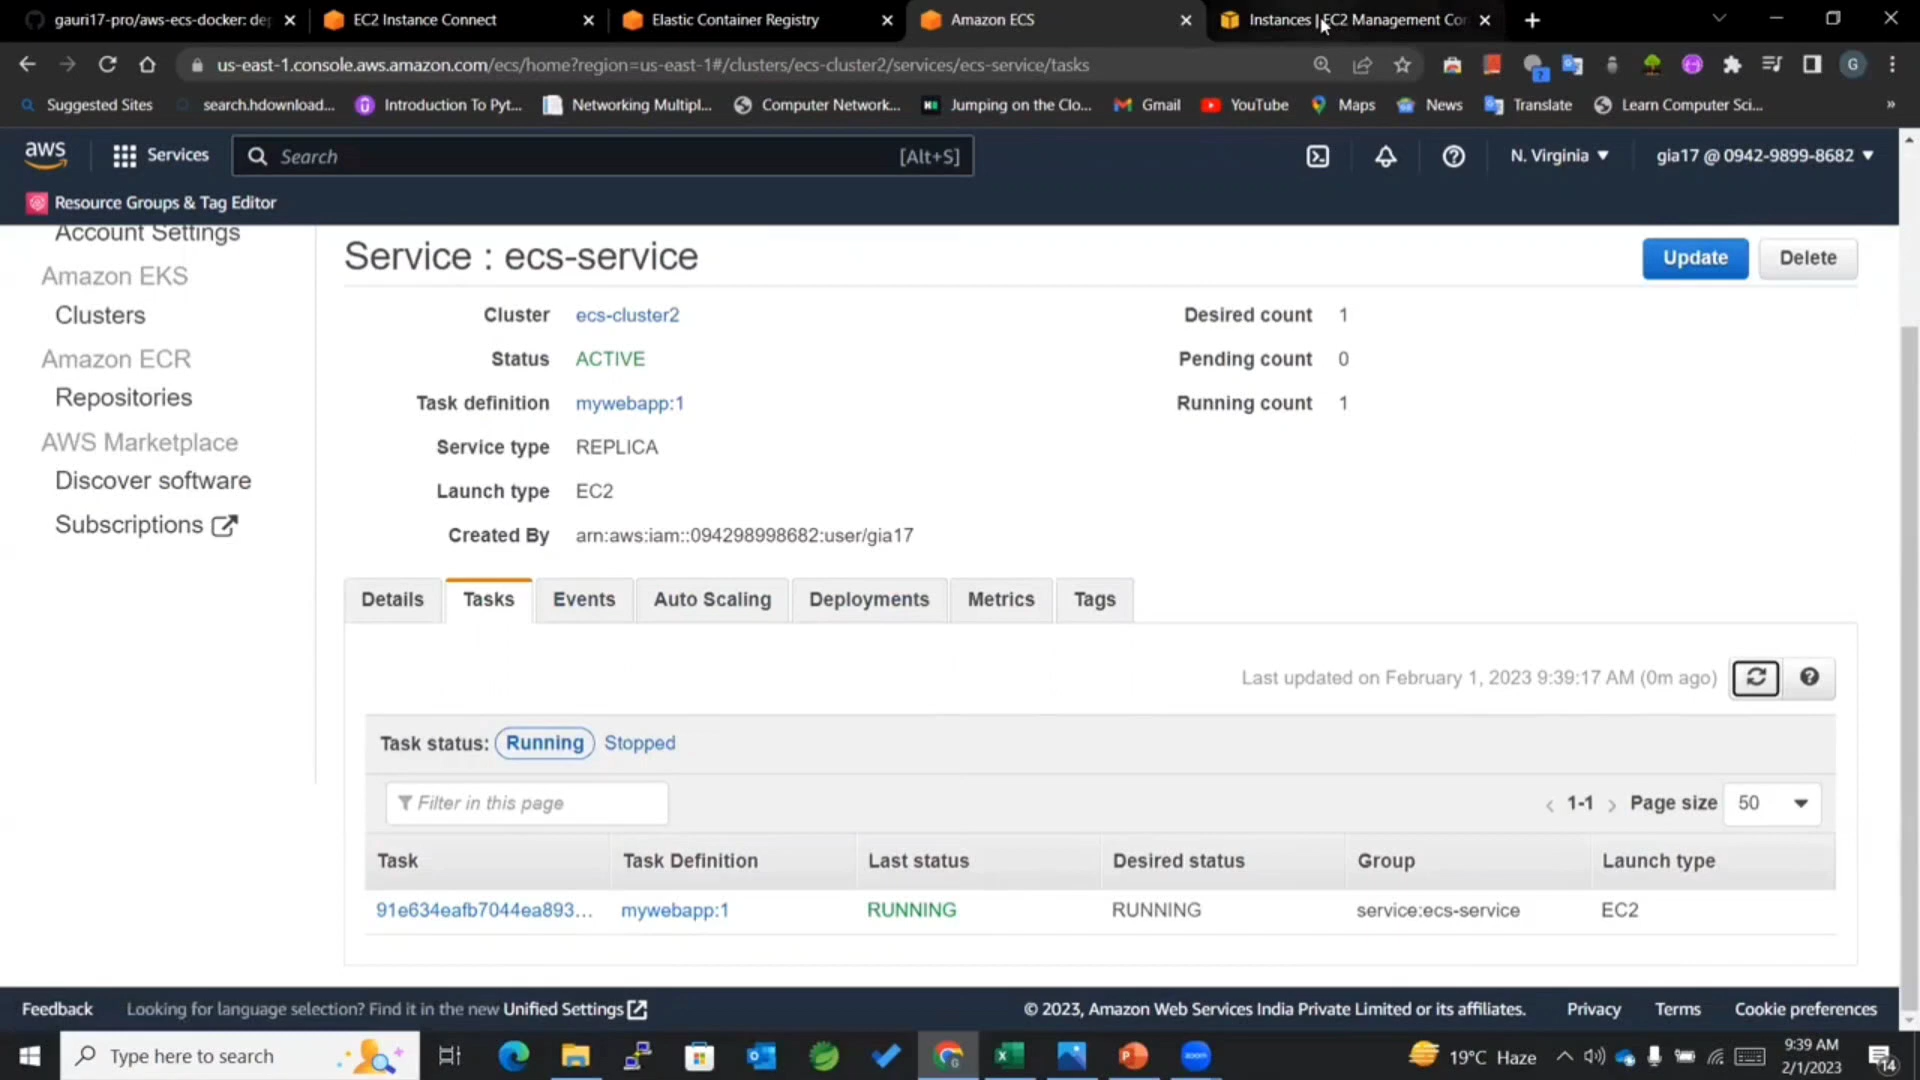 gauri17-pro/aws-ecs-docker: de
EC2 Instance Connect
Elastic Container Registry
Amazon ECS
Instances | EC2 Management Co
us-east-1.console.aws.amazon.com/ecs/home?region=us-east-1#/clusters/ecs-cluster2/services/ecs-service/tasks
G
Suggested Sites
search.hdownload...
Introduction To Pyt...
Networking Multipl...
Computer Network...
Jumping on the Clo...
Gmail
YouTube
Maps
News
Translate
Learn Computer Sci...
»
aws
Services
Search
[Alt+S]
N. Virginia
gia17 @ 0942-9899-8682
Resource Groups & Tag Editor
Account Settings
Amazon EKS
Clusters
Amazon ECR
Repositories
AWS Marketplace
Discover software
Subscriptions
Service : ecs-service
Update
Delete
Cluster ecs-cluster2
Status ACTIVE
Task definition mywebapp:1
Service type REPLICA
Launch type EC2
Created By arn:aws:iam::094298998682:user/gia17
Desired count 1
Pending count 0
Running count 1
Details
Tasks
Events
Auto Scaling
Deployments
Metrics
Tags
Last updated on February 1, 2023 9:39:17 AM (0m ago)
Task status: Running Stopped
Filter in this page
1-1
Page size 50
Task Task Definition Last status Desired status Group Launch type
91e634eafb7044ea893... mywebapp:1 RUNNING RUNNING service:ecs-service EC2
Feedback
Looking for language selection? Find it in the new Unified Settings
© 2023, Amazon Web Services India Private Limited or its affiliates.
Privacy
Terms
Cookie preferences
Type here to search
zoom
19°C Haze
9:39 AM
2/1/2023
14